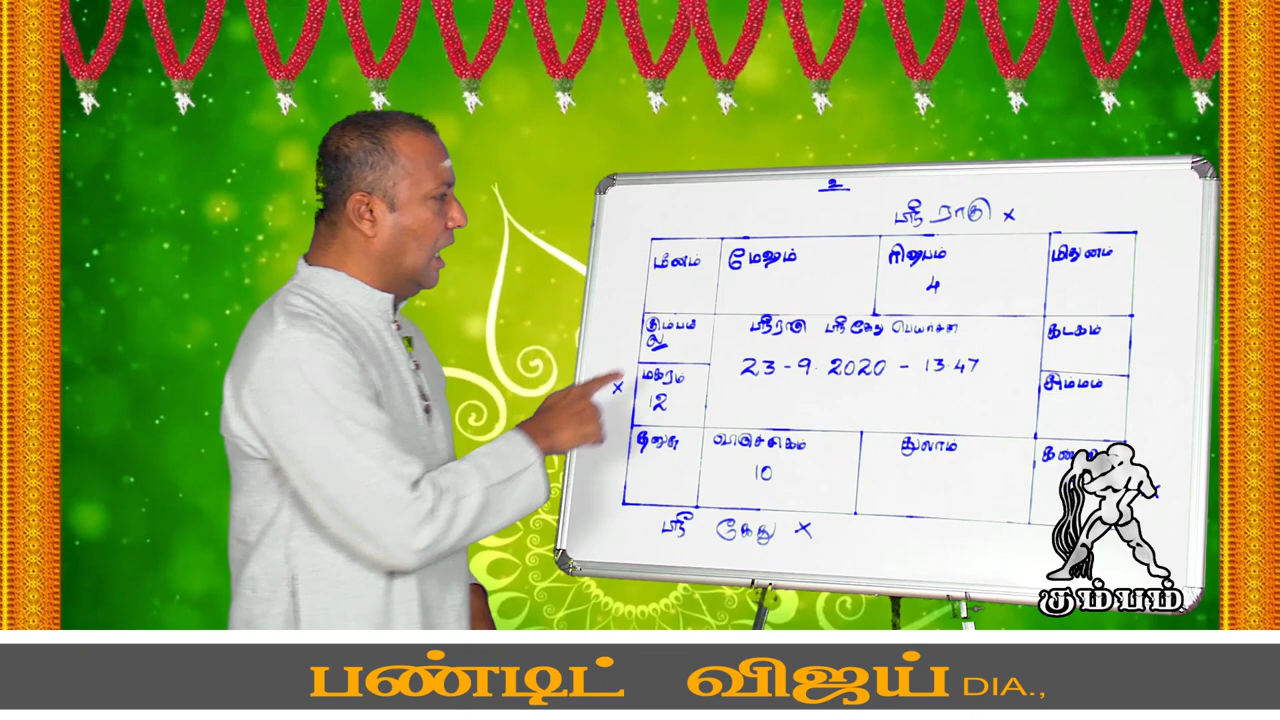 உ
ஸ்ரீ ராகு x
மீனம் மேஷம் ரிஷபம் மிதுனம்
4
கும்பம் ஸ்ரீராகு ஸ்ரீகேது பெயர்ச்சி கடகம்
ல
23-9-2020 - 13.47
x மகரம் சிம்மம்
12
தனுசு விருச்சிகம் துலாம்
10
ஸ்ரீ கேது x
கும்பம்
பண்டிட் விஜய் DIA.,